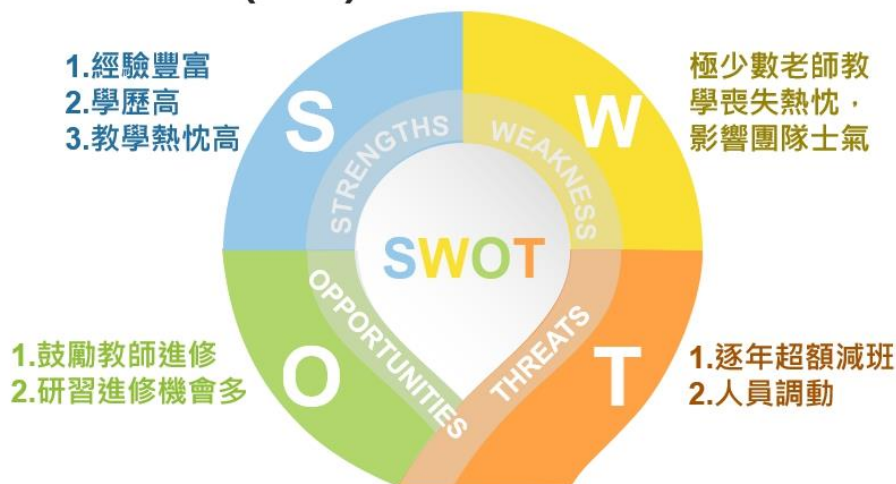 1.經驗豐富
2.學歷高
3.教學熱忱高
S
STRENGTHS
W
WEAKNESS
極少數老師教
學喪失熱忱，
影響團隊士氣
SWOT
1.鼓勵教師進修
2.研習進修機會多
O
OPPORTUNITIES
T
THREATS
1.逐年超額減班
2.人員調動